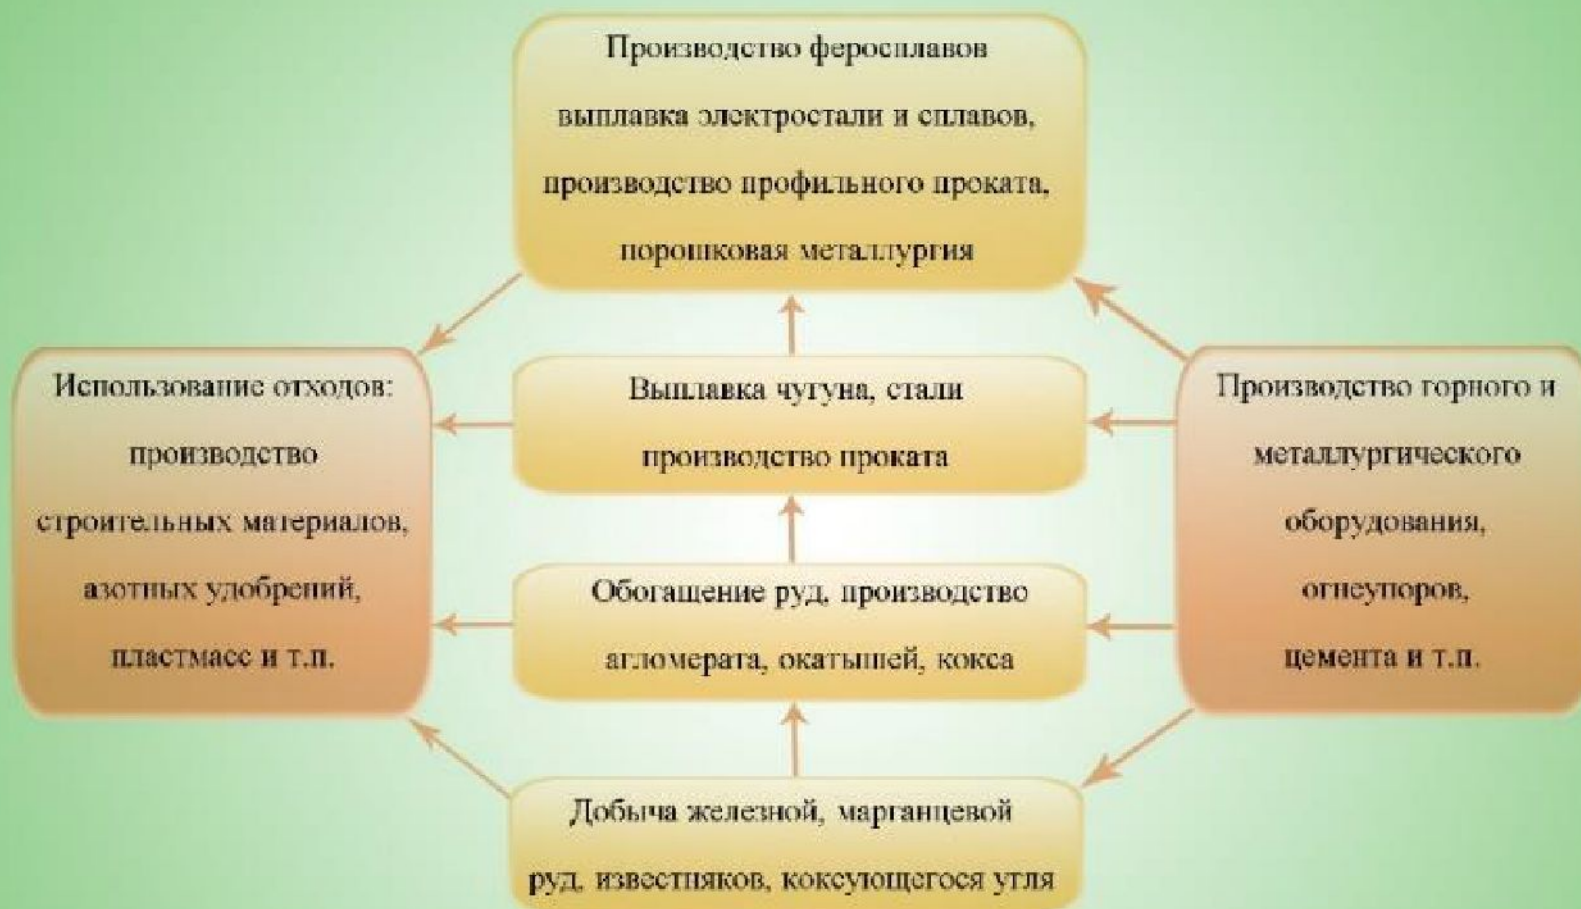 Производство феросплавов
выплавка электростали и сплавов,
производство профильного проката,
порошковая металлургия
Использование отходов:
производство
строительных материалов,
азотных удобрений,
пластмасс и т.п.
Выплавка чугуна, стали
производство проката
Обогащение руд, производство
агломерата, окатышей, кокса
Добыча железной, марганцевой
руд, известняков, коксующегося угля
Производство горного и
металлургического
оборудования,
огнеупоров,
цемента и т.п.